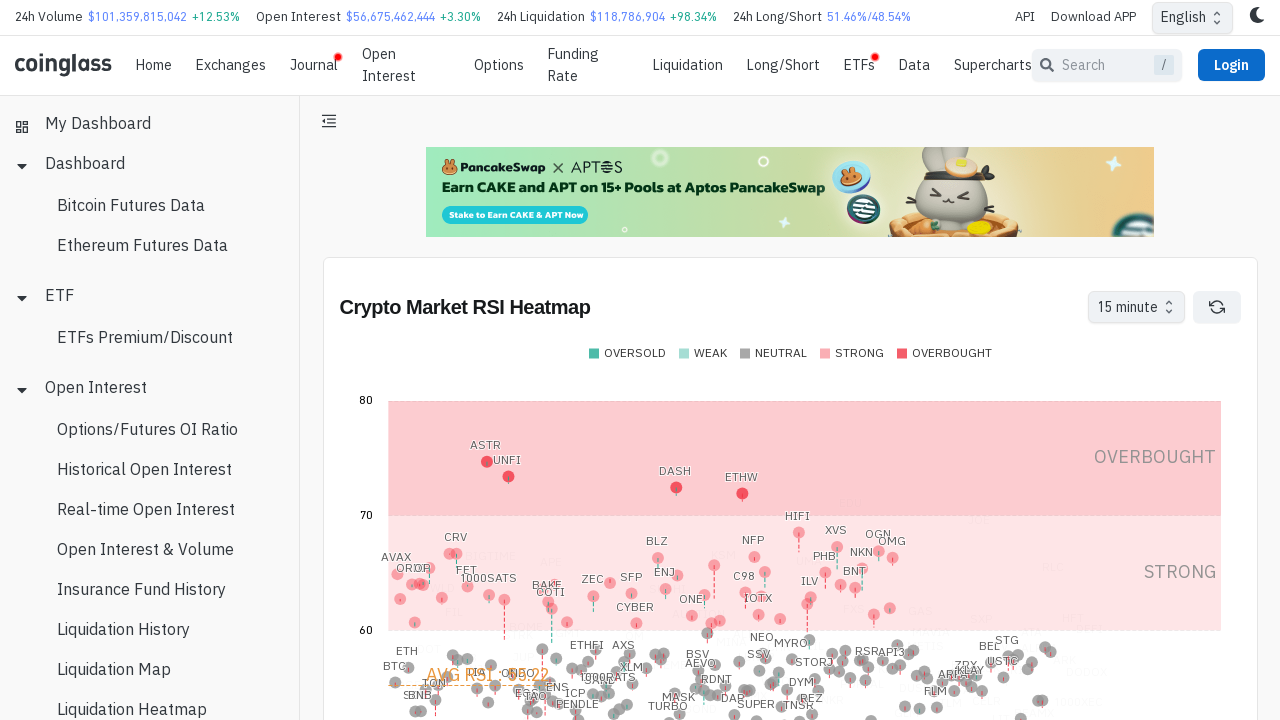 24h Volume $101,359,815,042 +12.53% Open Interest $56,675,462,444 +3.30% 24h Liquidation $118,786,904 +98.34% 24h Long/Short 51.46%/48.54% API Download APP English
coinglass Home Exchanges Journal Open Interest Options Funding Rate Liquidation Long/Short ETFs Data Supercharts Search / Login
My Dashboard
Dashboard
Bitcoin Futures Data
Ethereum Futures Data
ETF
ETFs Premium/Discount
Open Interest
Options/Futures OI Ratio
Historical Open Interest
Real-time Open Interest
Open Interest & Volume
Insurance Fund History
Liquidation History
Liquidation Map
Liquidation Heatmap
PancakeSwap × APTOS
Earn CAKE and APT on 15+ Pools at Aptos PancakeSwap
Stake to Earn CAKE & APT Now
Crypto Market RSI Heatmap
15 minute
OVERSOLD WEAK NEUTRAL STRONG OVERBOUGHT
80
ASTR
OVERBOUGHT
UNFI
DASH
ETHW
70
HIFI
XVS
OGN
CRV
BLZ
NFP
OMG
AVAX
PHB
NKN
FET
ENJ
BNT
STRONG
1000SATS
ZEC
SFP
C98
ILV
BAKE
COTI
CYBER
ONE
IOTX
60
NEO
MYRO
STG
ETH
ETHFI
AXS
BSV
SSV
RSR
API3
BEL
BTC
AEVO
STORJ
USTC
XLM
AVG RSI : 55.22
RDNT
DYM
KLAY
TON
ENS
ICP
MASK
REZ
FLM
BNB
TAO
PENDLE
TURBO
SUPER
TNSR